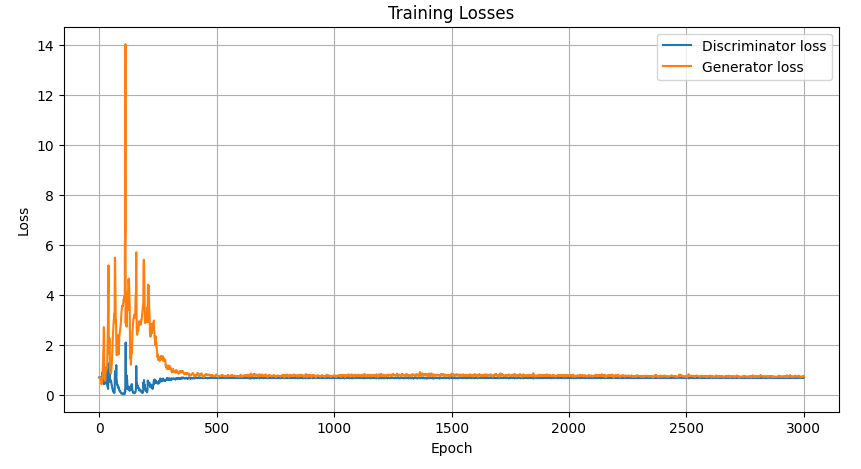 Training Losses
Discriminator loss
Generator loss
14
12
10
8
6
4
2
0
Loss
0 500 1000 1500 2000 2500 3000
Epoch